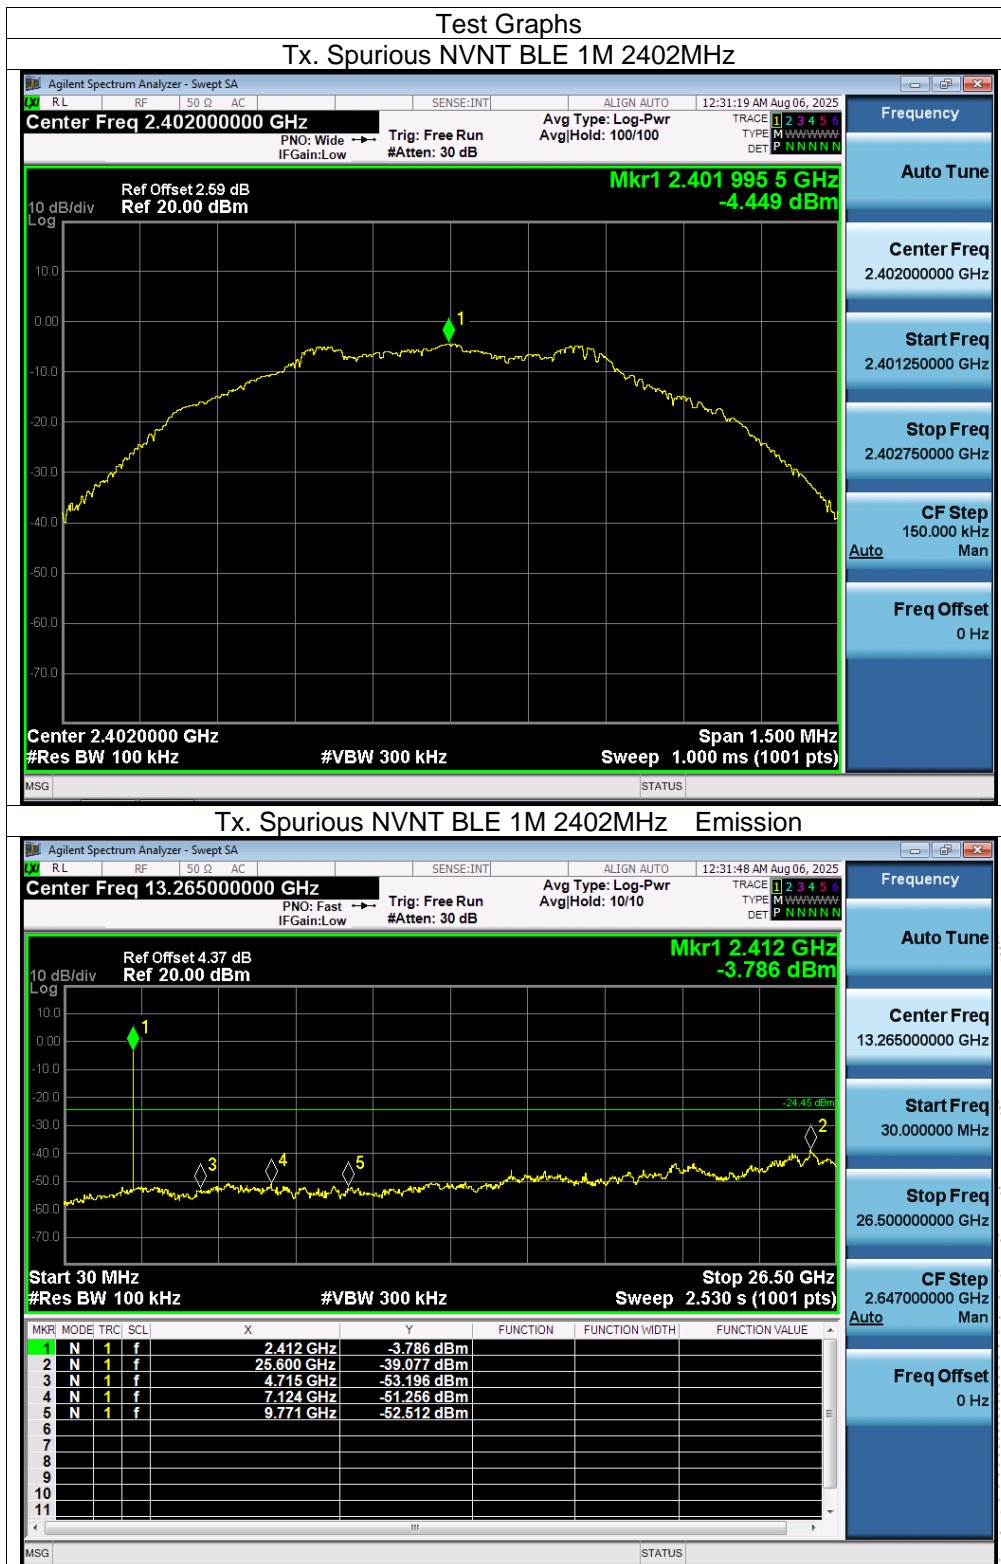 Test Graphs
Tx. Spurious NVNT BLE 1M 2402MHz
Agilent Spectrum Analyzer - Swept SA
LXI RL RF 50 Ω AC SENSE:INT ALIGN AUTO 12:31:19 AM Aug 06, 2025
Center Freq 2.402000000 GHz
PNO: Wide
IFGain:Low
Trig: Free Run
#Atten: 30 dB
Avg Type: Log-Pwr
Avg|Hold: 100/100
TRACE 1 2 3 4 5 6
TYPE M WWWWW
DET P N N N N N
Mkr1 2.401 995 5 GHz
-4.449 dBm
Ref Offset 2.59 dB
10 dB/div Ref 20.00 dBm
Log
10.0
0.00
-10.0
-20.0
-30.0
-40.0
-50.0
-60.0
-70.0
1
Center 2.4020000 GHz Span 1.500 MHz
#Res BW 100 kHz #VBW 300 kHz Sweep 1.000 ms (1001 pts)
MSG STATUS
Frequency
Auto Tune
Center Freq
2.402000000 GHz
Start Freq
2.401250000 GHz
Stop Freq
2.402750000 GHz
CF Step
150.000 kHz
Auto Man
Freq Offset
0 Hz
Tx. Spurious NVNT BLE 1M 2402MHz Emission
Agilent Spectrum Analyzer - Swept SA
LXI RL RF 50 Ω AC SENSE:INT ALIGN AUTO 12:31:48 AM Aug 06, 2025
Center Freq 13.265000000 GHz
PNO: Fast
IFGain:Low
Trig: Free Run
#Atten: 30 dB
Avg Type: Log-Pwr
Avg|Hold: 10/10
TRACE 1 2 3 4 5 6
TYPE M WWWWW
DET P N N N N N
Mkr1 2.412 GHz
-3.786 dBm
Ref Offset 4.37 dB
10 dB/div Ref 20.00 dBm
Log
10.0
0.00
-10.0
-20.0
-30.0
-40.0
-50.0
-60.0
-70.0
1
-24.45 dBm
2
3
4
5
Start 30 MHz Stop 26.50 GHz
#Res BW 100 kHz #VBW 300 kHz Sweep 2.530 s (1001 pts)
MKR MODE TRC SCL X Y FUNCTION FUNCTION WIDTH FUNCTION VALUE
1 N 1 f 2.412 GHz -3.786 dBm
2 N 1 f 25.600 GHz -39.077 dBm
3 N 1 f 4.715 GHz -53.196 dBm
4 N 1 f 7.124 GHz -51.256 dBm
5 N 1 f 9.771 GHz -52.512 dBm
6
7
8
9
10
11
MSG STATUS
Frequency
Auto Tune
Center Freq
13.265000000 GHz
Start Freq
30.000000 MHz
Stop Freq
26.500000000 GHz
CF Step
2.647000000 GHz
Auto Man
Freq Offset
0 Hz